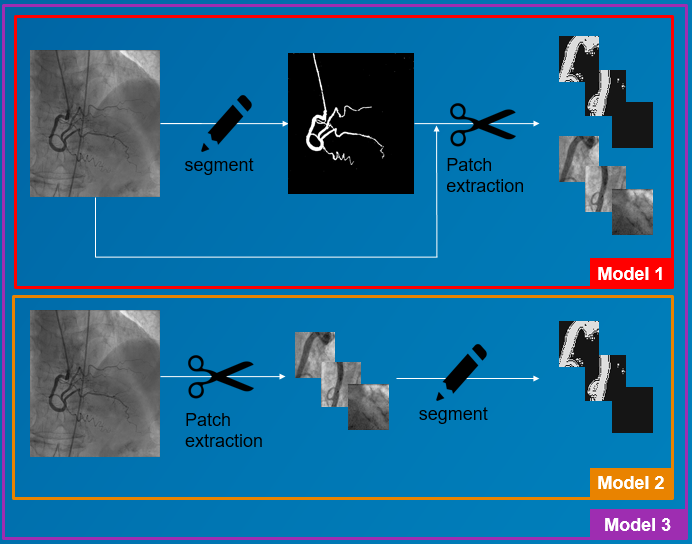 segment
Patch
extraction
Model 1
Patch
extraction
segment
Model 2
Model 3